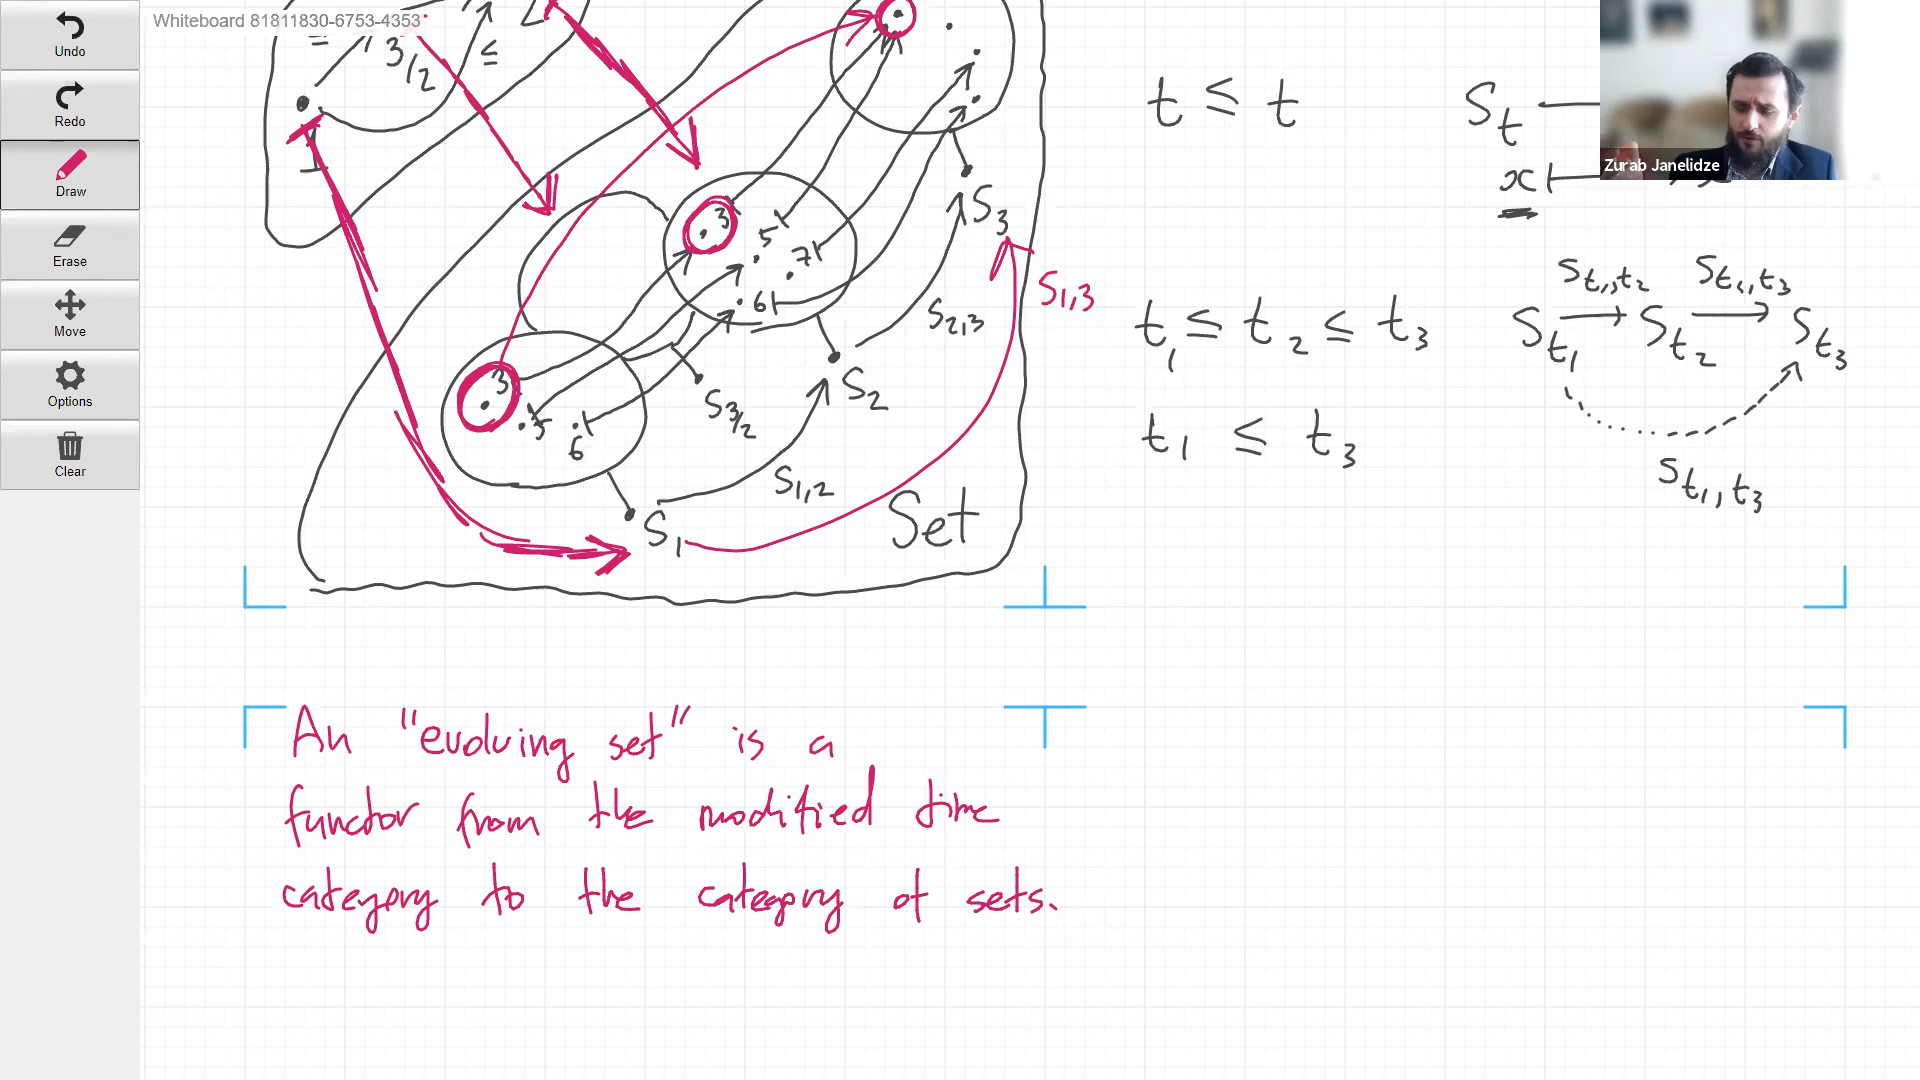 Undo
Redo
Draw
Erase
Move
Options
Clear
Whiteboard 81811830-6753-4353
Zurab Janelidze
≤
3/2
≤
1
3
5
7
6
S3
S1,3
S2,3
3
5
6
S3/2
S2
S1,2
S1
Set
t ≤ t
St
x
t1 ≤ t2 ≤ t3
St1,t2
St1,t3
St1
St2
St3
t1 ≤ t3
St1,t3
An "evolving set" is a
functor from the modified time
category to the category of sets.